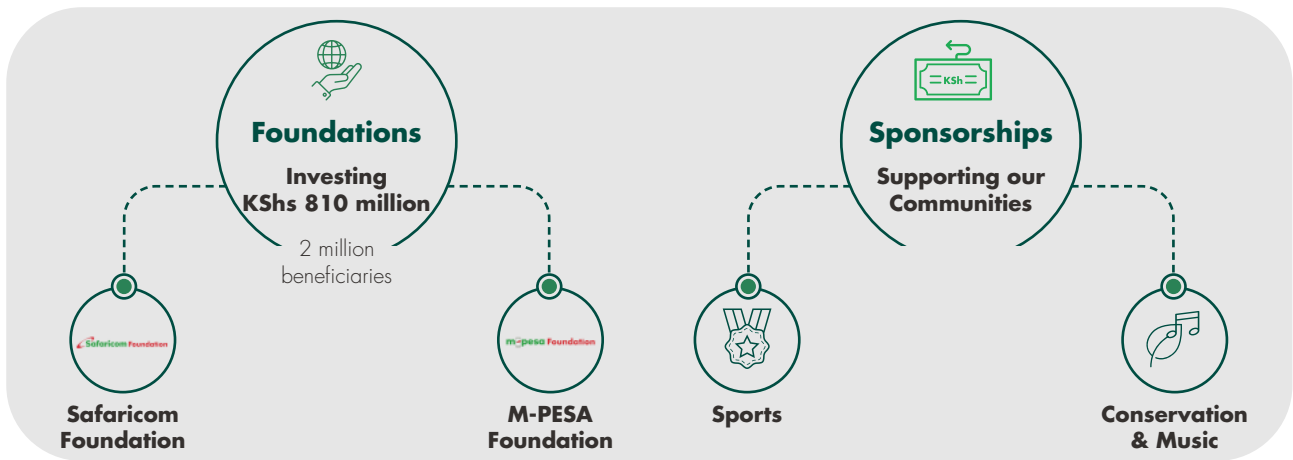 Foundations
Investing
KShs 810 million
2 million
beneficiaries
Safaricom Foundation
Safaricom
Foundation
m-pesa Foundation
M-PESA
Foundation
KSh
Sponsorships
Supporting our
Communities
Sports
Conservation
& Music